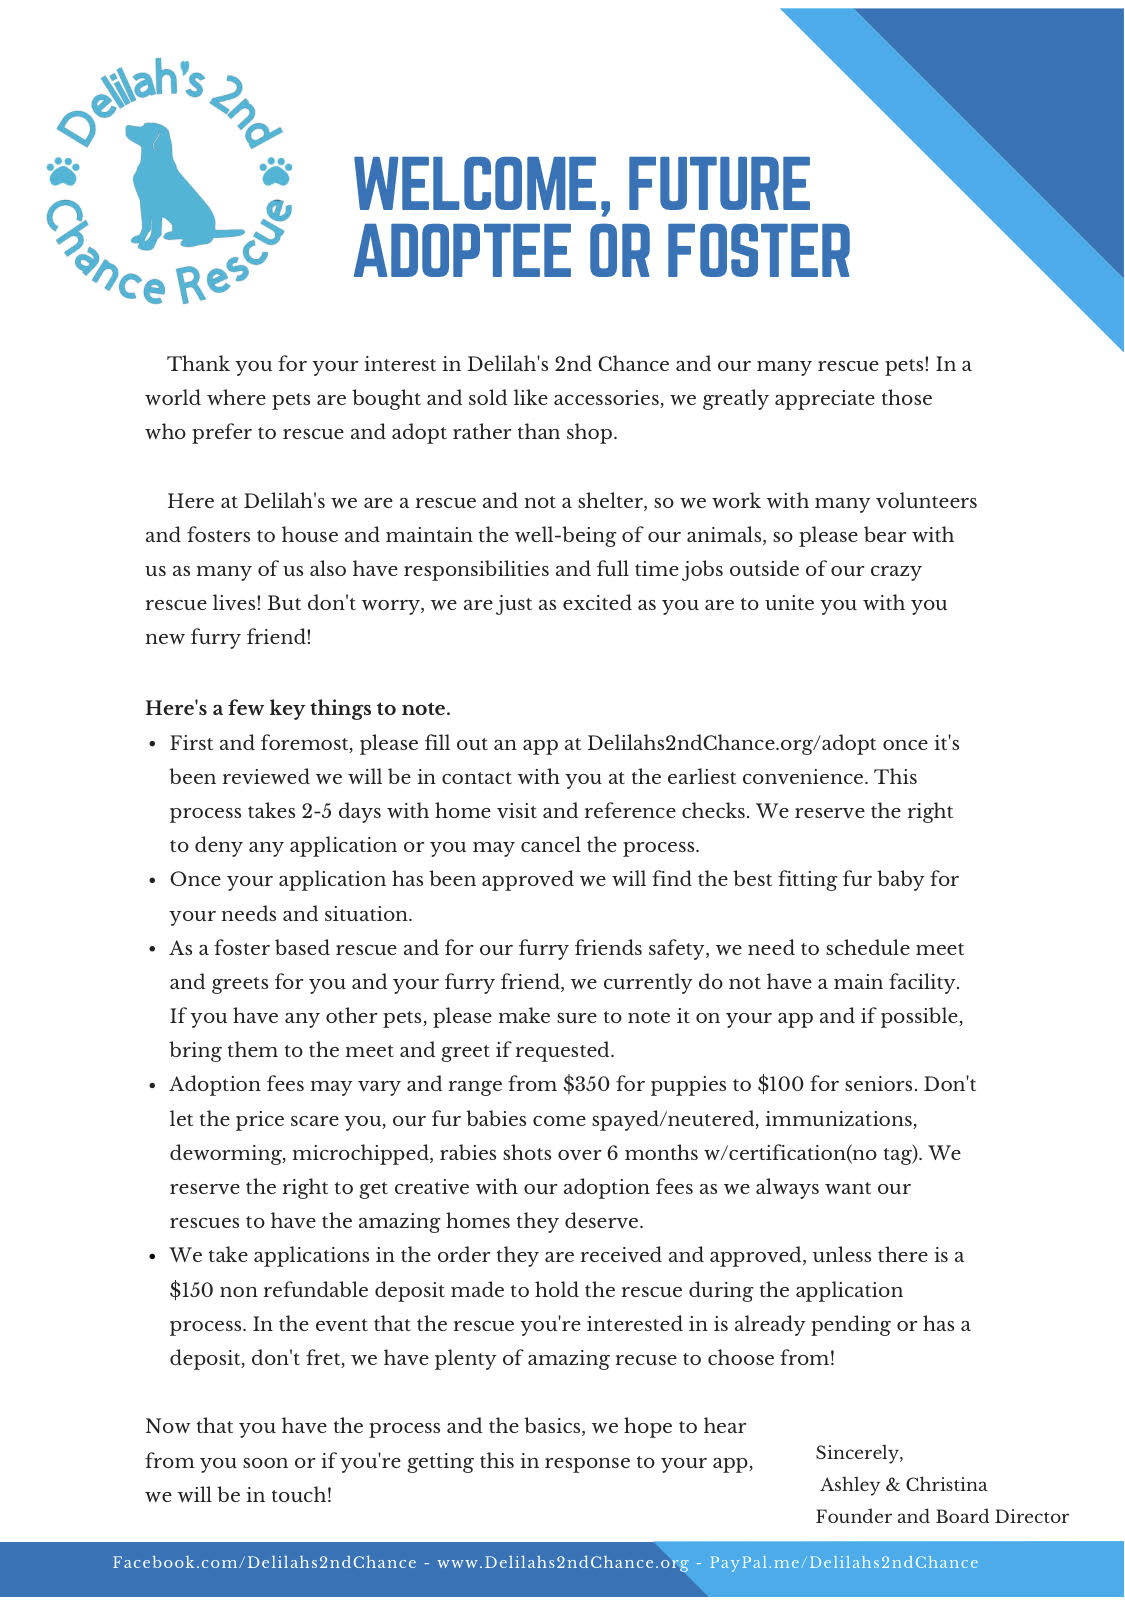 Delilah's 2nd
Chance Rescue
WELCOME, FUTURE
ADOPTEE OR FOSTER
Thank you for your interest in Delilah's 2nd Chance and our many rescue pets! In a
world where pets are bought and sold like accessories, we greatly appreciate those
who prefer to rescue and adopt rather than shop.
Here at Delilah's we are a rescue and not a shelter, so we work with many volunteers
and fosters to house and maintain the well-being of our animals, so please bear with
us as many of us also have responsibilities and full time jobs outside of our crazy
rescue lives! But don't worry, we are just as excited as you are to unite you with you
new furry friend!
Here's a few key things to note.
• First and foremost, please fill out an app at Delilahs2ndChance.org/adopt once it's
been reviewed we will be in contact with you at the earliest convenience. This
process takes 2-5 days with home visit and reference checks. We reserve the right
to deny any application or you may cancel the process.
• Once your application has been approved we will find the best fitting fur baby for
your needs and situation.
• As a foster based rescue and for our furry friends safety, we need to schedule meet
and greets for you and your furry friend, we currently do not have a main facility.
If you have any other pets, please make sure to note it on your app and if possible,
bring them to the meet and greet if requested.
• Adoption fees may vary and range from $350 for puppies to $100 for seniors. Don't
let the price scare you, our fur babies come spayed/neutered, immunizations,
deworming, microchipped, rabies shots over 6 months w/certification(no tag). We
reserve the right to get creative with our adoption fees as we always want our
rescues to have the amazing homes they deserve.
• We take applications in the order they are received and approved, unless there is a
$150 non refundable deposit made to hold the rescue during the application
process. In the event that the rescue you're interested in is already pending or has a
deposit, don't fret, we have plenty of amazing recuse to choose from!
Now that you have the process and the basics, we hope to hear
from you soon or if you're getting this in response to your app,
we will be in touch!
Sincerely,
Ashley & Christina
Founder and Board Director
Facebook.com/Delilahs2ndChance - www.Delilahs2ndChance.org - PayPal.me/Delilahs2ndChance